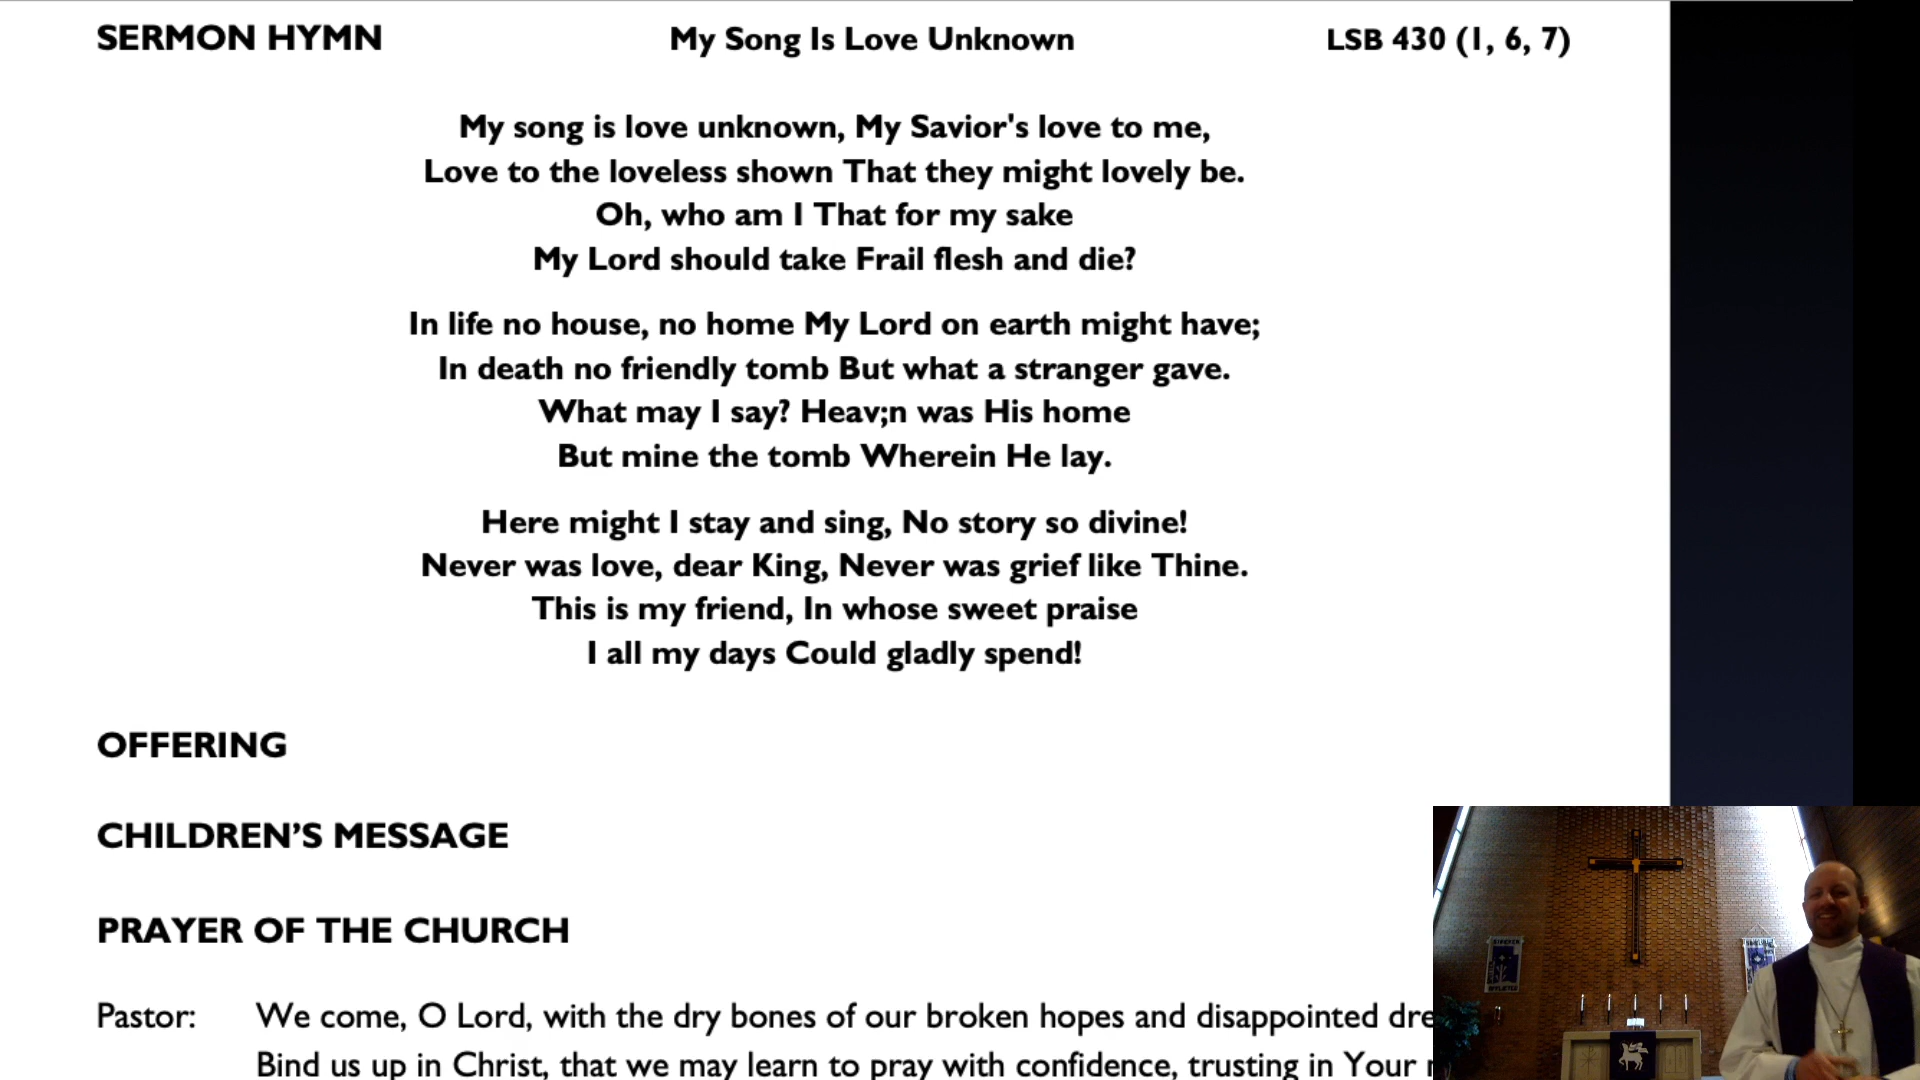 SERMON HYMN My Song Is Love Unknown LSB 430 (1, 6, 7)
My song is love unknown, My Savior's love to me,
Love to the loveless shown That they might lovely be.
Oh, who am I That for my sake
My Lord should take Frail flesh and die?
In life no house, no home My Lord on earth might have;
In death no friendly tomb But what a stranger gave.
What may I say? Heav;n was His home
But mine the tomb Wherein He lay.
Here might I stay and sing, No story so divine!
Never was love, dear King, Never was grief like Thine.
This is my friend, In whose sweet praise
I all my days Could gladly spend!
OFFERING
CHILDREN’S MESSAGE
PRAYER OF THE CHURCH
Pastor: We come, O Lord, with the dry bones of our broken hopes and disappointed dre
Bind us up in Christ, that we may learn to pray with confidence, trusting in Your